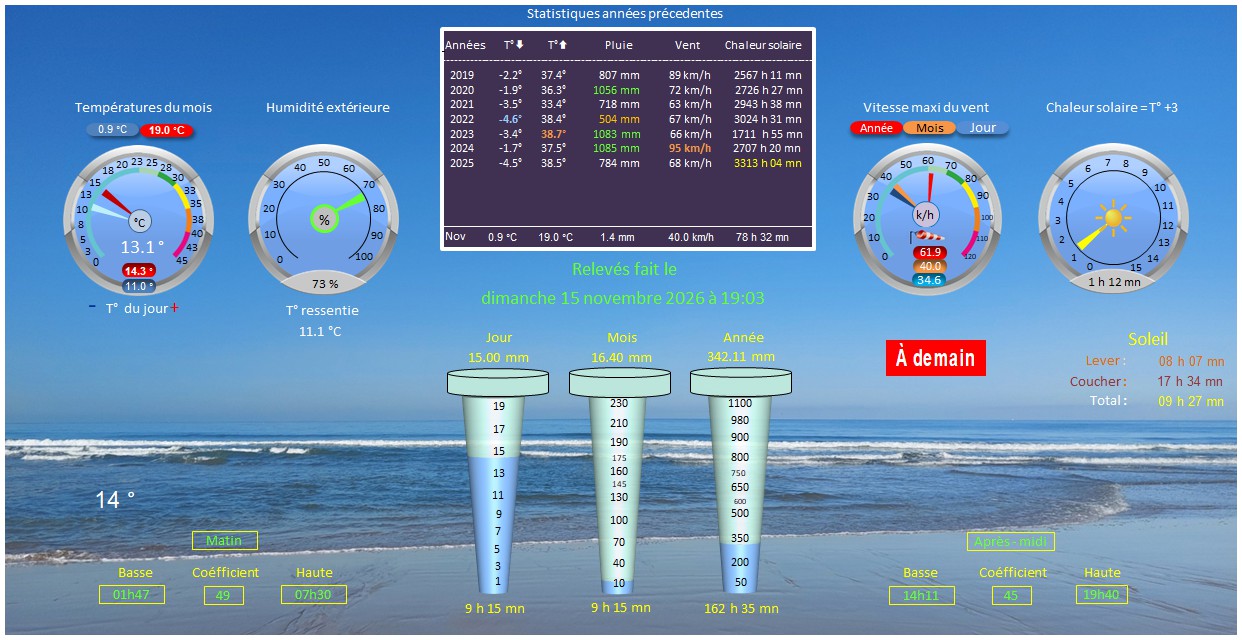 Statistiques années précedentes
Années T° T° Pluie Vent Chaleur solaire
2019 -2.2° 37.4° 807 mm 89 km/h 2567 h 11 mn
2020 -1.9° 36.3° 1056 mm 72 km/h 2726 h 27 mn
2021 -3.5° 33.4° 718 mm 63 km/h 2943 h 38 mn
2022 -4.6° 38.4° 504 mm 67 km/h 3024 h 31 mn
2023 -3.4° 38.7° 1083 mm 66 km/h 1711 h 55 mn
2024 -1.7° 37.5° 1085 mm 95 km/h 2707 h 20 mn
2025 -4.5° 38.5° 784 mm 68 km/h 3313 h 04 mn
Nov 0.9 °C 19.0 °C 1.4 mm 40.0 km/h 78 h 32 mn
Températures du mois
0.9 °C 19.0 °C
0 3 5 8 10 13 15 18 20 23 25 28 30 33 35 38 40 43 45
°C
13.1 °
14.3 °
11.0 °
- T° du jour +
Humidité extérieure
0 10 20 30 40 50 60 70 80 90 100
%
73 %
T° ressentie
11.1 °C
Vitesse maxi du vent
Année Mois Jour
0 10 20 30 40 50 60 70 80 90 100 110 120
k/h
61.9
40.0
34.6
Chaleur solaire = T° +3
0 1 2 3 4 5 6 7 8 9 10 11 12 13 14 15
1 h 12 mn
Relevés fait le
dimanche 15 novembre 2026 à 19:03
Jour
15.00 mm
19
17
15
13
11
9
7
5
3
1
9 h 15 mn
Mois
16.40 mm
230
210
190
175
160
145
130
100
70
40
10
9 h 15 mn
Année
342.11 mm
1100
980
900
800
750
650
600
500
350
200
50
162 h 35 mn
À demain
Soleil
Lever : 08 h 07 mn
Coucher : 17 h 34 mn
Total : 09 h 27 mn
14 °
Matin
Basse Coéfficient Haute
01h47 49 07h30
Après - midi
Basse Coéfficient Haute
14h11 45 19h40